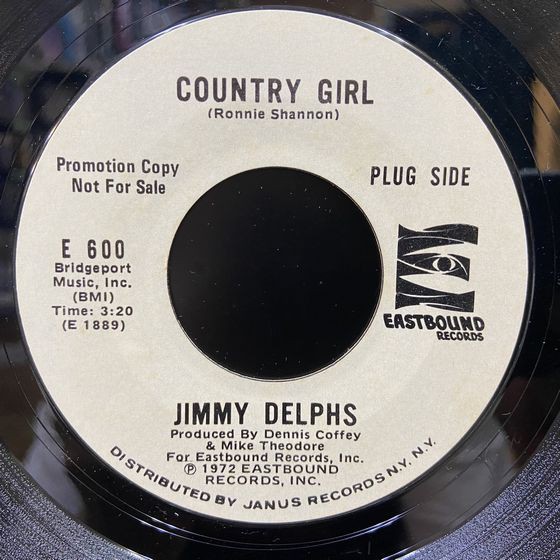 COUNTRY GIRL
(Ronnie Shannon)
Promotion Copy
Not For Sale
PLUG SIDE
E 600
Bridgeport
Music, Inc.
(BMI)
Time: 3:20
(E 1889)
EASTBOUND
RECORDS
JIMMY DELPHS
Produced By Dennis Coffey
& Mike Theodore
For Eastbound Records, Inc.
℗ 1972 EASTBOUND
RECORDS, INC.
DISTRIBUTED BY JANUS RECORDS N.Y. N.Y.